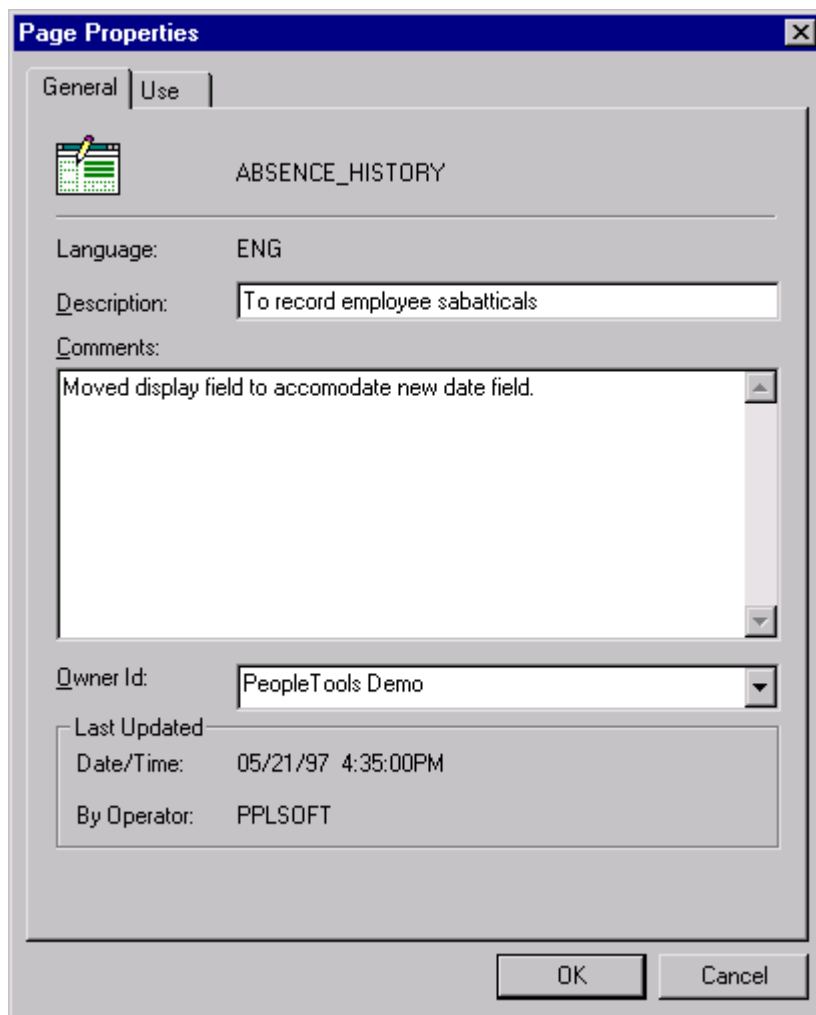 Page Properties
General Use
ABSENCE_HISTORY
Language: ENG
Description: To record employee sabatticals
Comments:
Moved display field to accomodate new date field.
Owner Id: PeopleTools Demo
Last Updated
Date/Time: 05/21/97 4:35:00PM
By Operator: PPLSOFT
OK Cancel